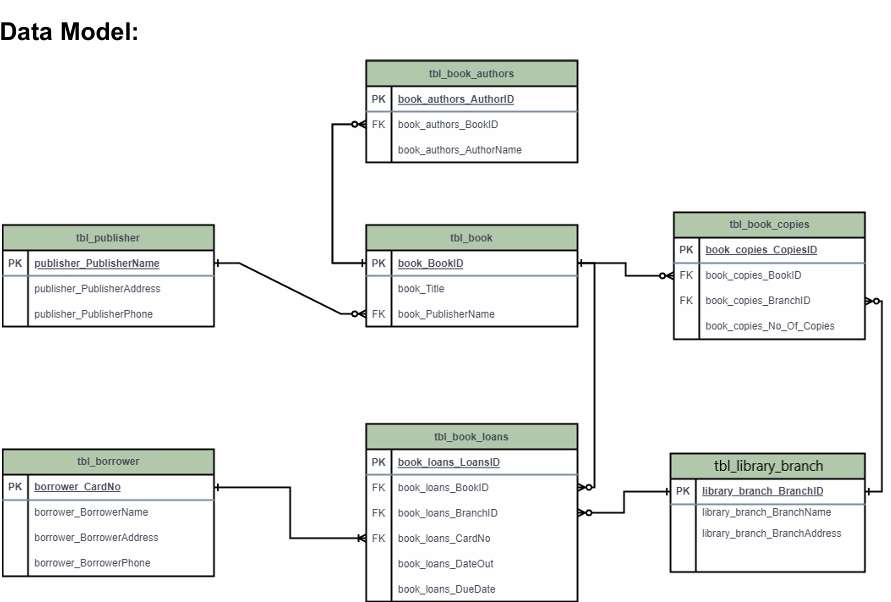 Data Model:
tbl_book_authors
PK book_authors_AuthorID
FK book_authors_BookID
book_authors_AuthorName
tbl_publisher
PK publisher_PublisherName
publisher_PublisherAddress
publisher_PublisherPhone
tbl_book
PK book_BookID
book_Title
FK book_PublisherName
tbl_book_copies
PK book_copies_CopiesID
FK book_copies_BookID
FK book_copies_BranchID
book_copies_No_Of_Copies
tbl_borrower
PK borrower_CardNo
borrower_BorrowerName
borrower_BorrowerAddress
borrower_BorrowerPhone
tbl_book_loans
PK book_loans_LoansID
FK book_loans_BookID
FK book_loans_BranchID
FK book_loans_CardNo
book_loans_DateOut
book_loans_DueDate
tbl_library_branch
PK library_branch_BranchID
library_branch_BranchName
library_branch_BranchAddress